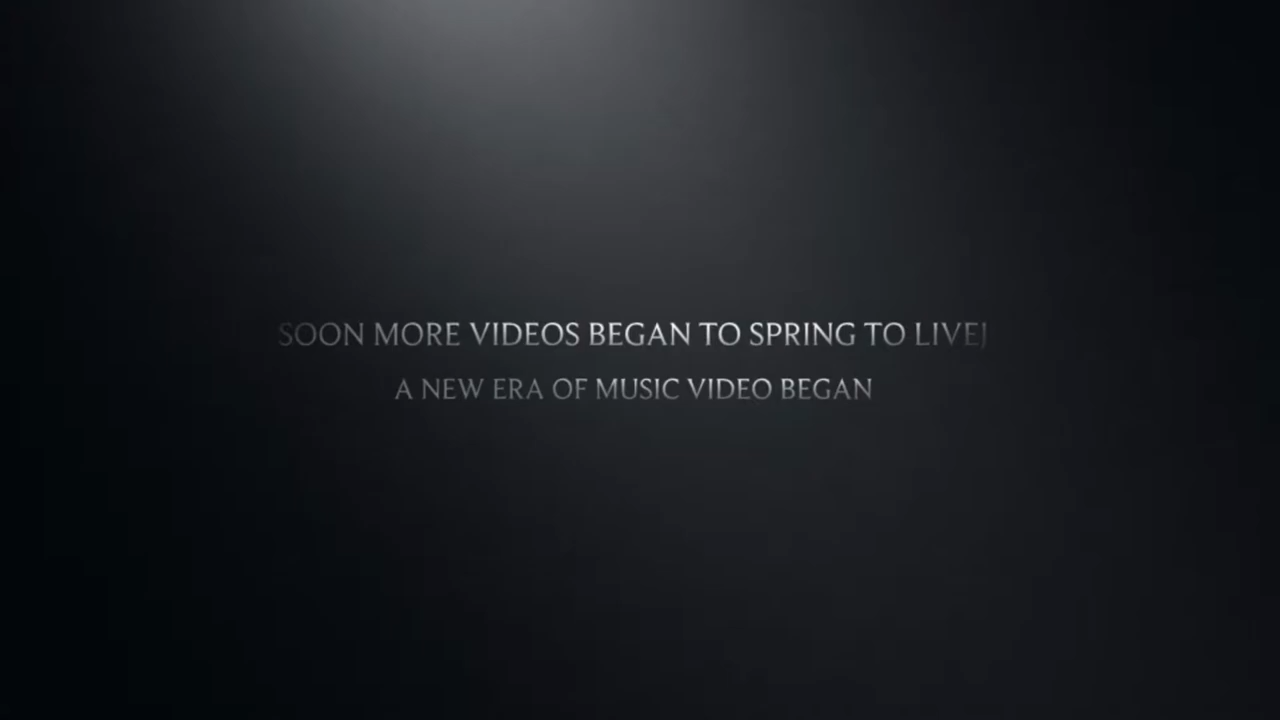 SOON MORE VIDEOS BEGAN TO SPRING TO LIVE
A NEW ERA OF MUSIC VIDEO BEGAN